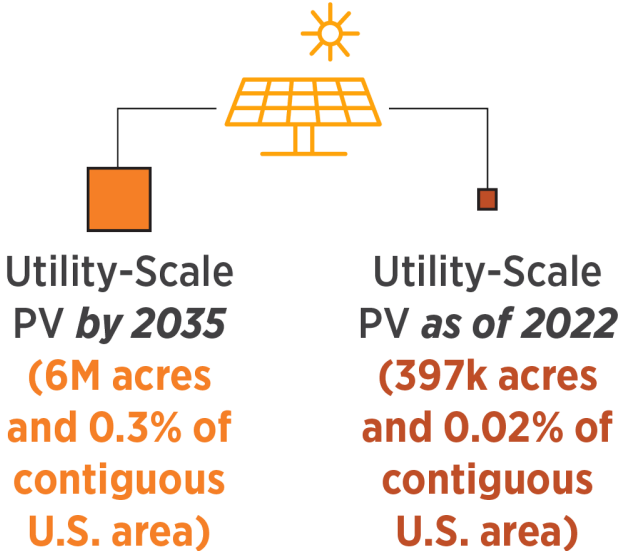 Utility-Scale
PV by 2035
(6M acres
and 0.3% of
contiguous
U.S. area)
Utility-Scale
PV as of 2022
(397k acres
and 0.02% of
contiguous
U.S. area)